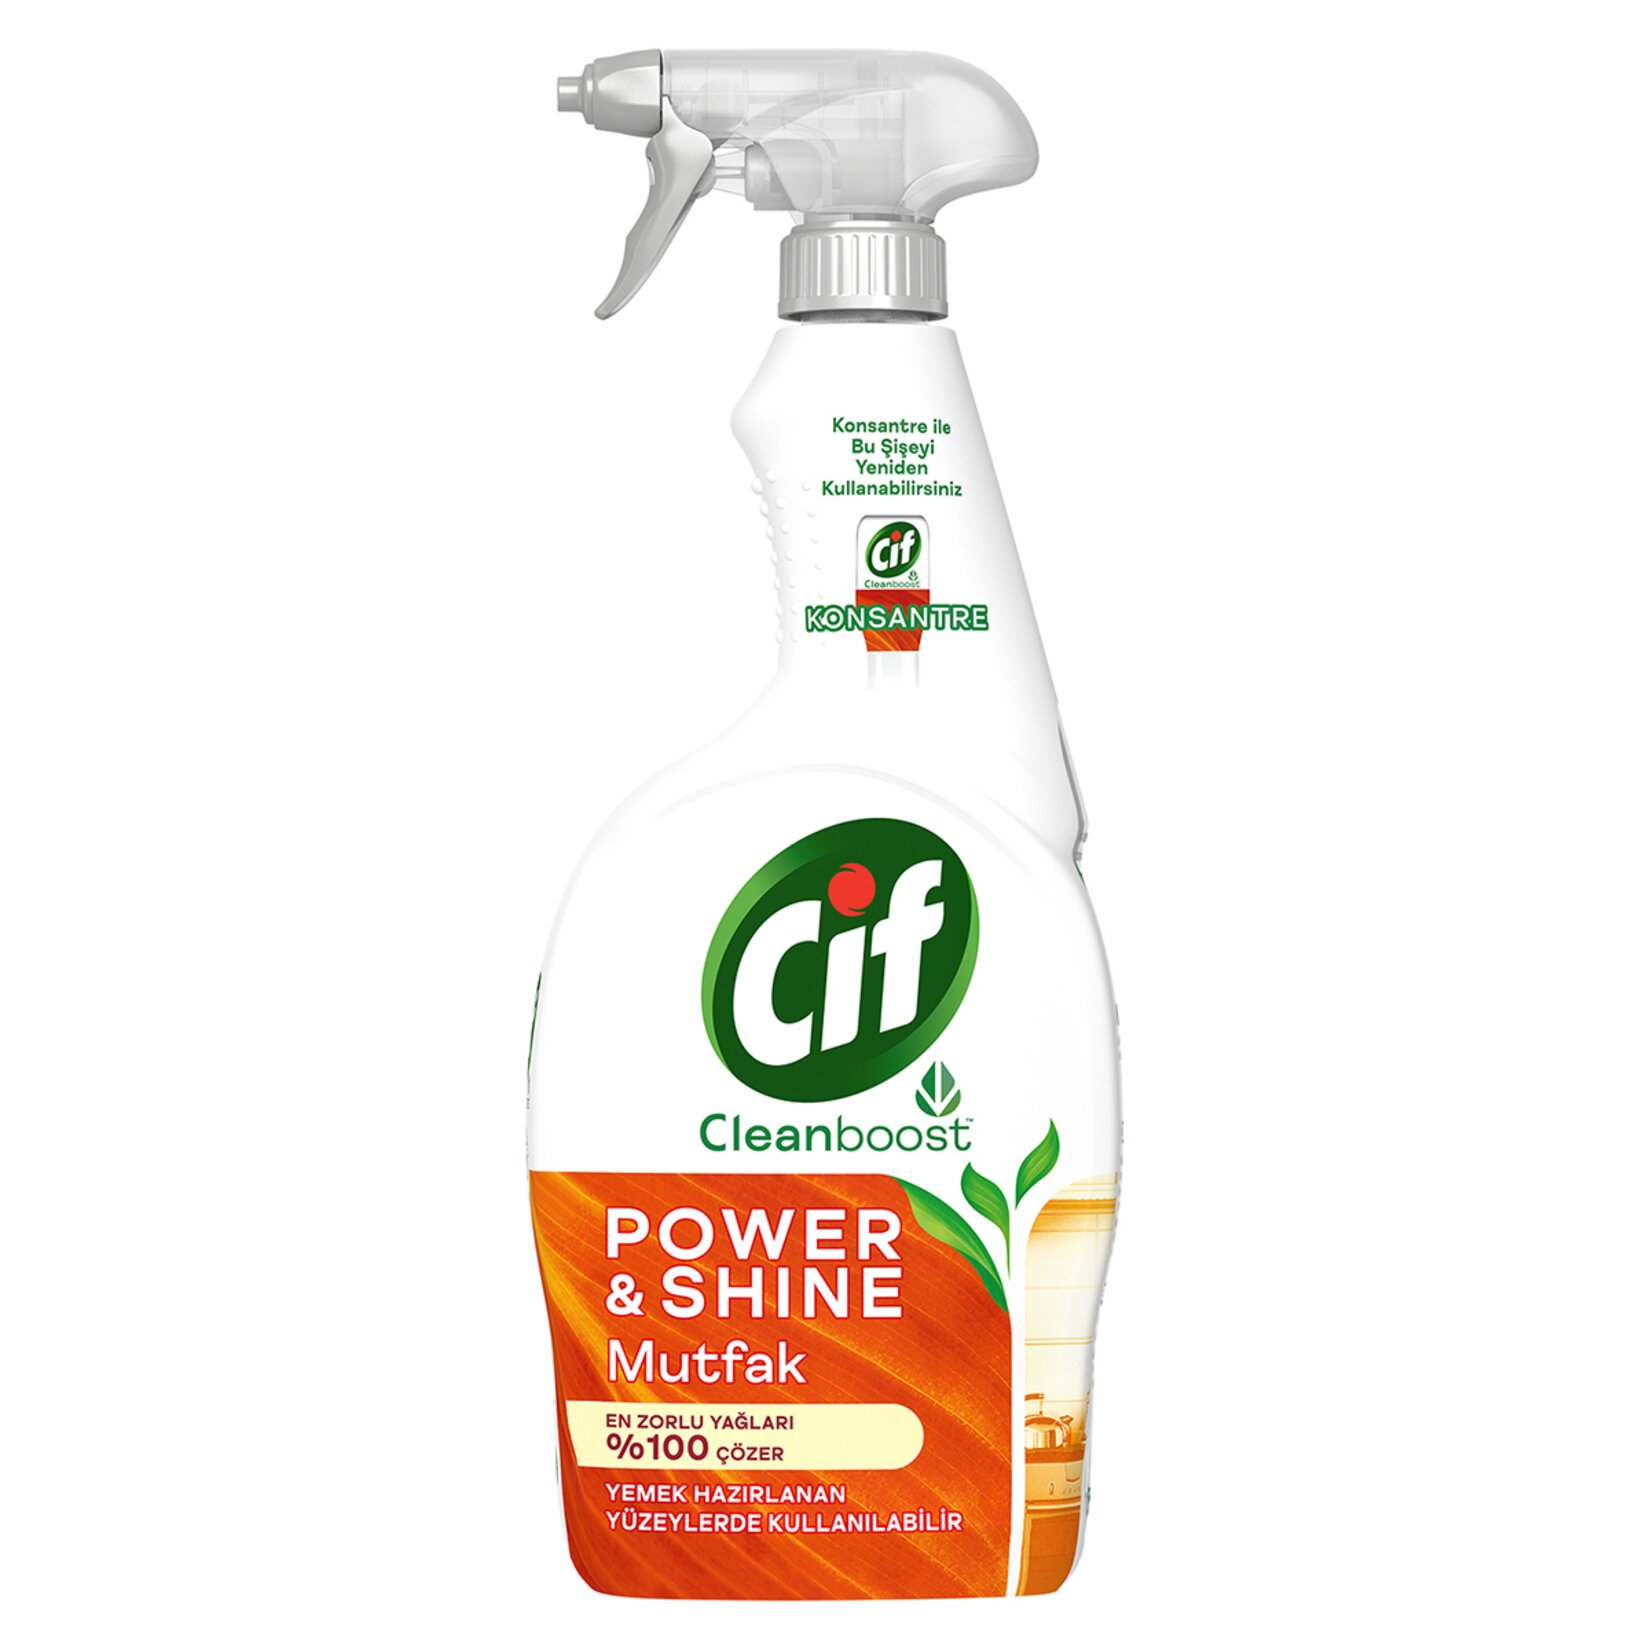 Konsantre ile
Bu Şişeyi
Yeniden
Kullanabilirsiniz
Cif
Cleanboost
KONSANTRE
Cif
Cleanboost™
POWER
& SHINE
Mutfak
EN ZORLU YAĞLARI
%100 ÇÖZER
YEMEK HAZIRLANAN
YÜZEYLERDE KULLANILABİLİR